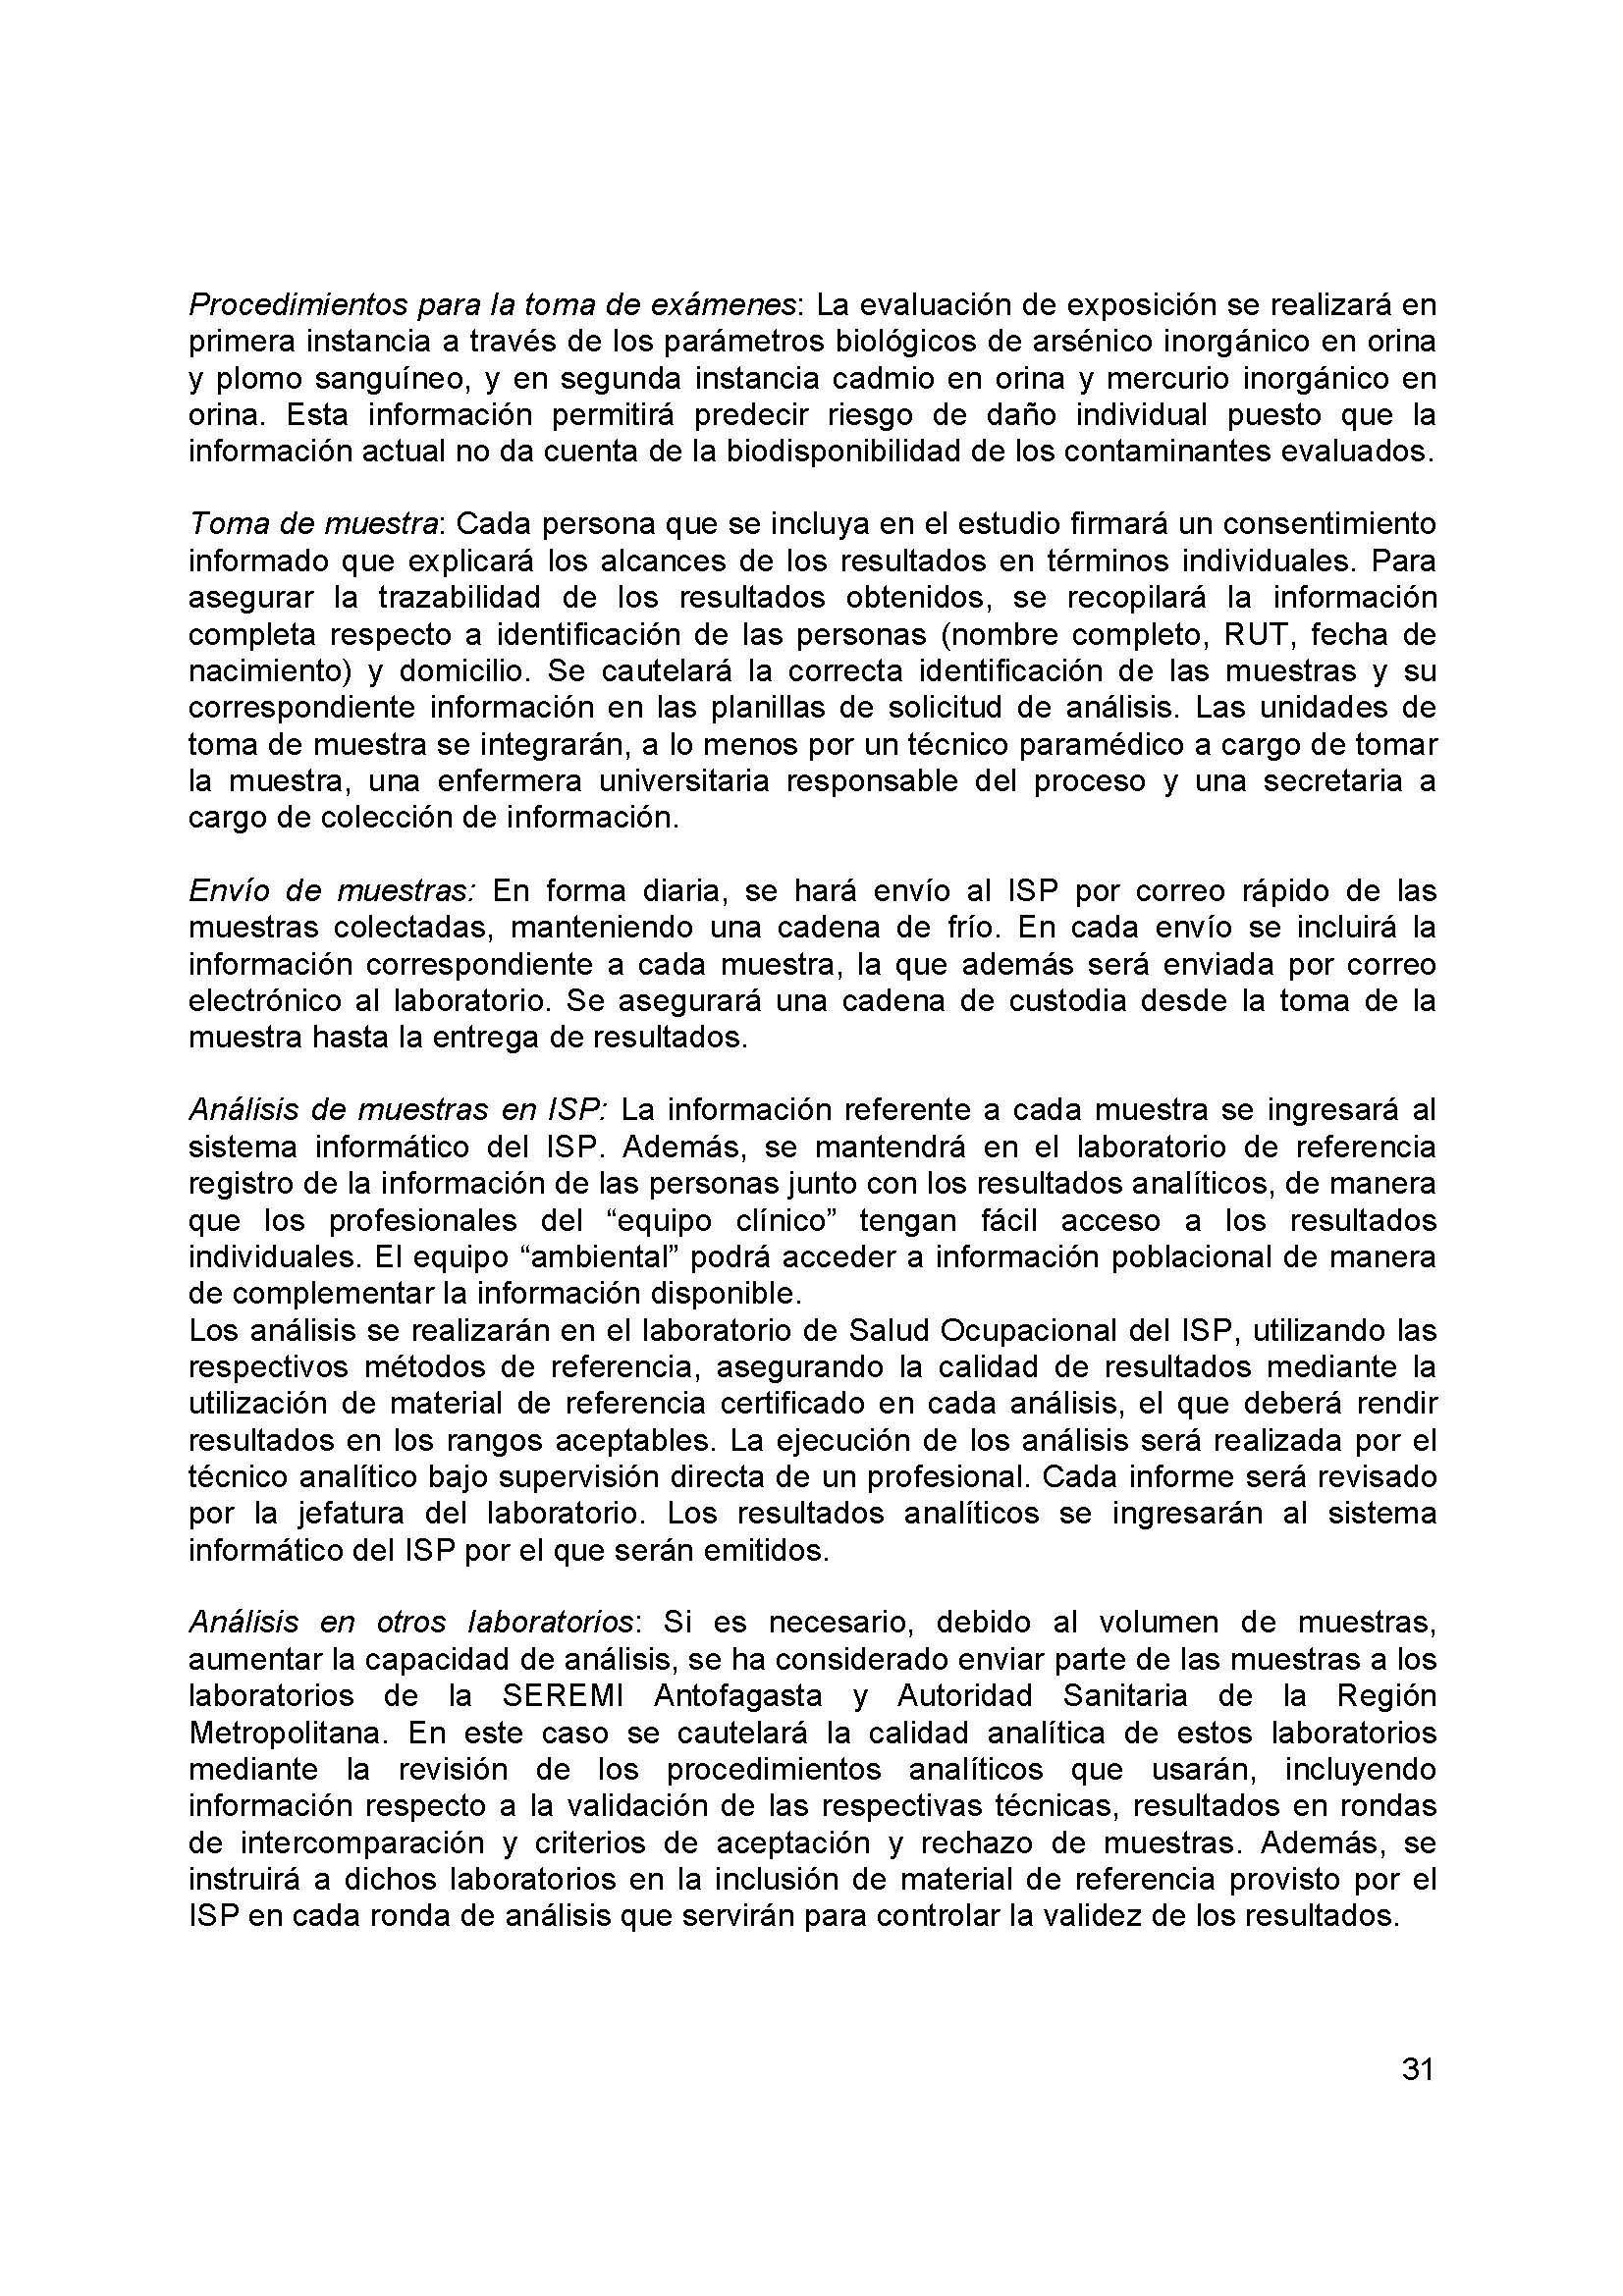 Procedimientos para la toma de exámenes: La evaluación de exposición se realizará en
primera instancia a través de los parámetros biológicos de arsénico inorgánico en orina
y plomo sanguíneo, y en segunda instancia cadmio en orina y mercurio inorgánico en
orina. Esta información permitirá predecir riesgo de daño individual puesto que la
información actual no da cuenta de la biodisponibilidad de los contaminantes evaluados.
Toma de muestra: Cada persona que se incluya en el estudio firmará un consentimiento
informado que explicará los alcances de los resultados en términos individuales. Para
asegurar la trazabilidad de los resultados obtenidos, se recopilará la información
completa respecto a identificación de las personas (nombre completo, RUT, fecha de
nacimiento) y domicilio. Se cautelará la correcta identificación de las muestras y su
correspondiente información en las planillas de solicitud de análisis. Las unidades de
toma de muestra se integrarán, a lo menos por un técnico paramédico a cargo de tomar
la muestra, una enfermera universitaria responsable del proceso y una secretaria a
cargo de colección de información.
Envío de muestras: En forma diaria, se hará envío al ISP por correo rápido de las
muestras colectadas, manteniendo una cadena de frío. En cada envío se incluirá la
información correspondiente a cada muestra, la que además será enviada por correo
electrónico al laboratorio. Se asegurará una cadena de custodia desde la toma de la
muestra hasta la entrega de resultados.
Análisis de muestras en ISP: La información referente a cada muestra se ingresará al
sistema informático del ISP. Además, se mantendrá en el laboratorio de referencia
registro de la información de las personas junto con los resultados analíticos, de manera
que los profesionales del “equipo clínico” tengan fácil acceso a los resultados
individuales. El equipo “ambiental” podrá acceder a información poblacional de manera
de complementar la información disponible.
Los análisis se realizarán en el laboratorio de Salud Ocupacional del ISP, utilizando las
respectivos métodos de referencia, asegurando la calidad de resultados mediante la
utilización de material de referencia certificado en cada análisis, el que deberá rendir
resultados en los rangos aceptables. La ejecución de los análisis será realizada por el
técnico analítico bajo supervisión directa de un profesional. Cada informe será revisado
por la jefatura del laboratorio. Los resultados analíticos se ingresarán al sistema
informático del ISP por el que serán emitidos.
Análisis en otros laboratorios: Si es necesario, debido al volumen de muestras,
aumentar la capacidad de análisis, se ha considerado enviar parte de las muestras a los
laboratorios de la SEREMI Antofagasta y Autoridad Sanitaria de la Región
Metropolitana. En este caso se cautelará la calidad analítica de estos laboratorios
mediante la revisión de los procedimientos analíticos que usarán, incluyendo
información respecto a la validación de las respectivas técnicas, resultados en rondas
de intercomparación y criterios de aceptación y rechazo de muestras. Además, se
instruirá a dichos laboratorios en la inclusión de material de referencia provisto por el
ISP en cada ronda de análisis que servirán para controlar la validez de los resultados.
31